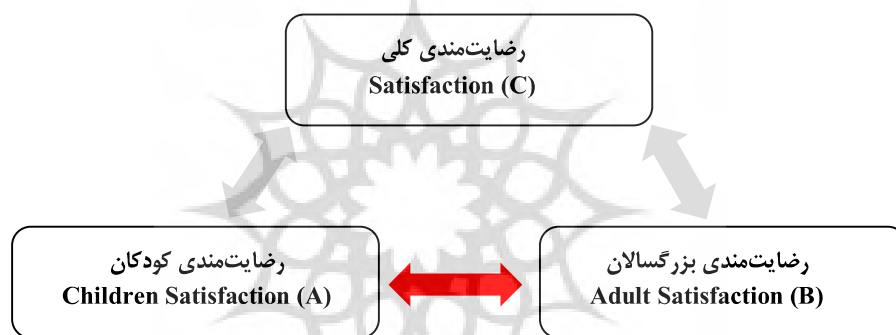 رضایت‌مندی کلی
Satisfaction (C)
رضایت‌مندی کودکان
Children Satisfaction (A)
رضایت‌مندی بزرگسالان
Adult Satisfaction (B)